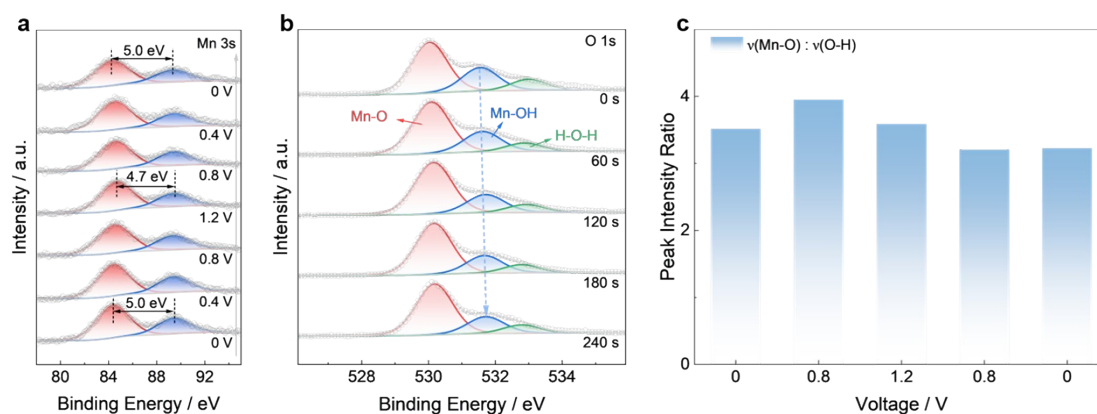 a
Mn 3s
5.0 eV
0 V
0.4 V
0.8 V
4.7 eV
1.2 V
0.8 V
0.4 V
5.0 eV
0 V
Intensity / a.u.
80 84 88 92
Binding Energy / eV
b
O 1s
0 s
Mn-O
Mn-OH
H-O-H
60 s
120 s
180 s
240 s
Intensity / a.u.
528 530 532 534
Binding Energy / eV
c
ν(Mn-O) : ν(O-H)
4
2
0
Peak Intensity Ratio
0 0.8 1.2 0.8 0
Voltage / V